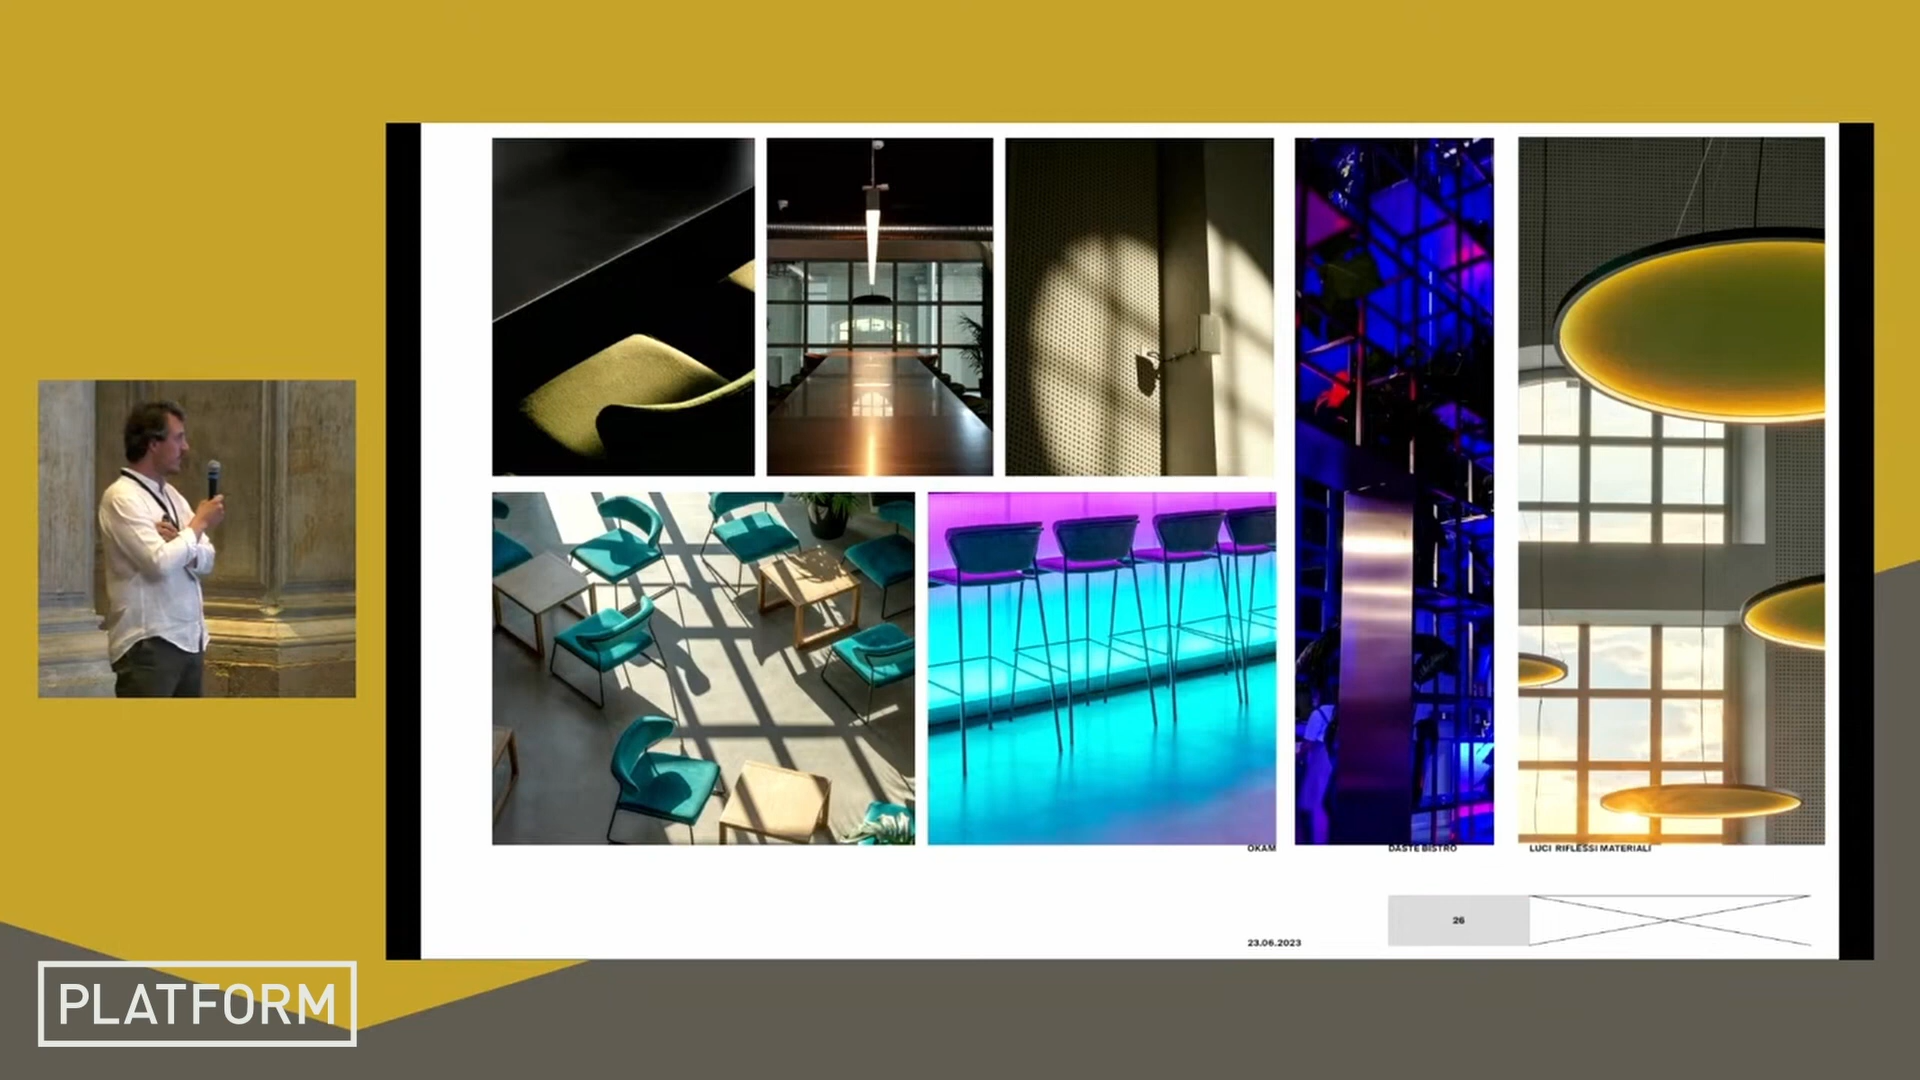 OKAM
DASTE BISTRO
LUCI RIFLESSI MATERIALI
26
23.06.2023
PLATFORM